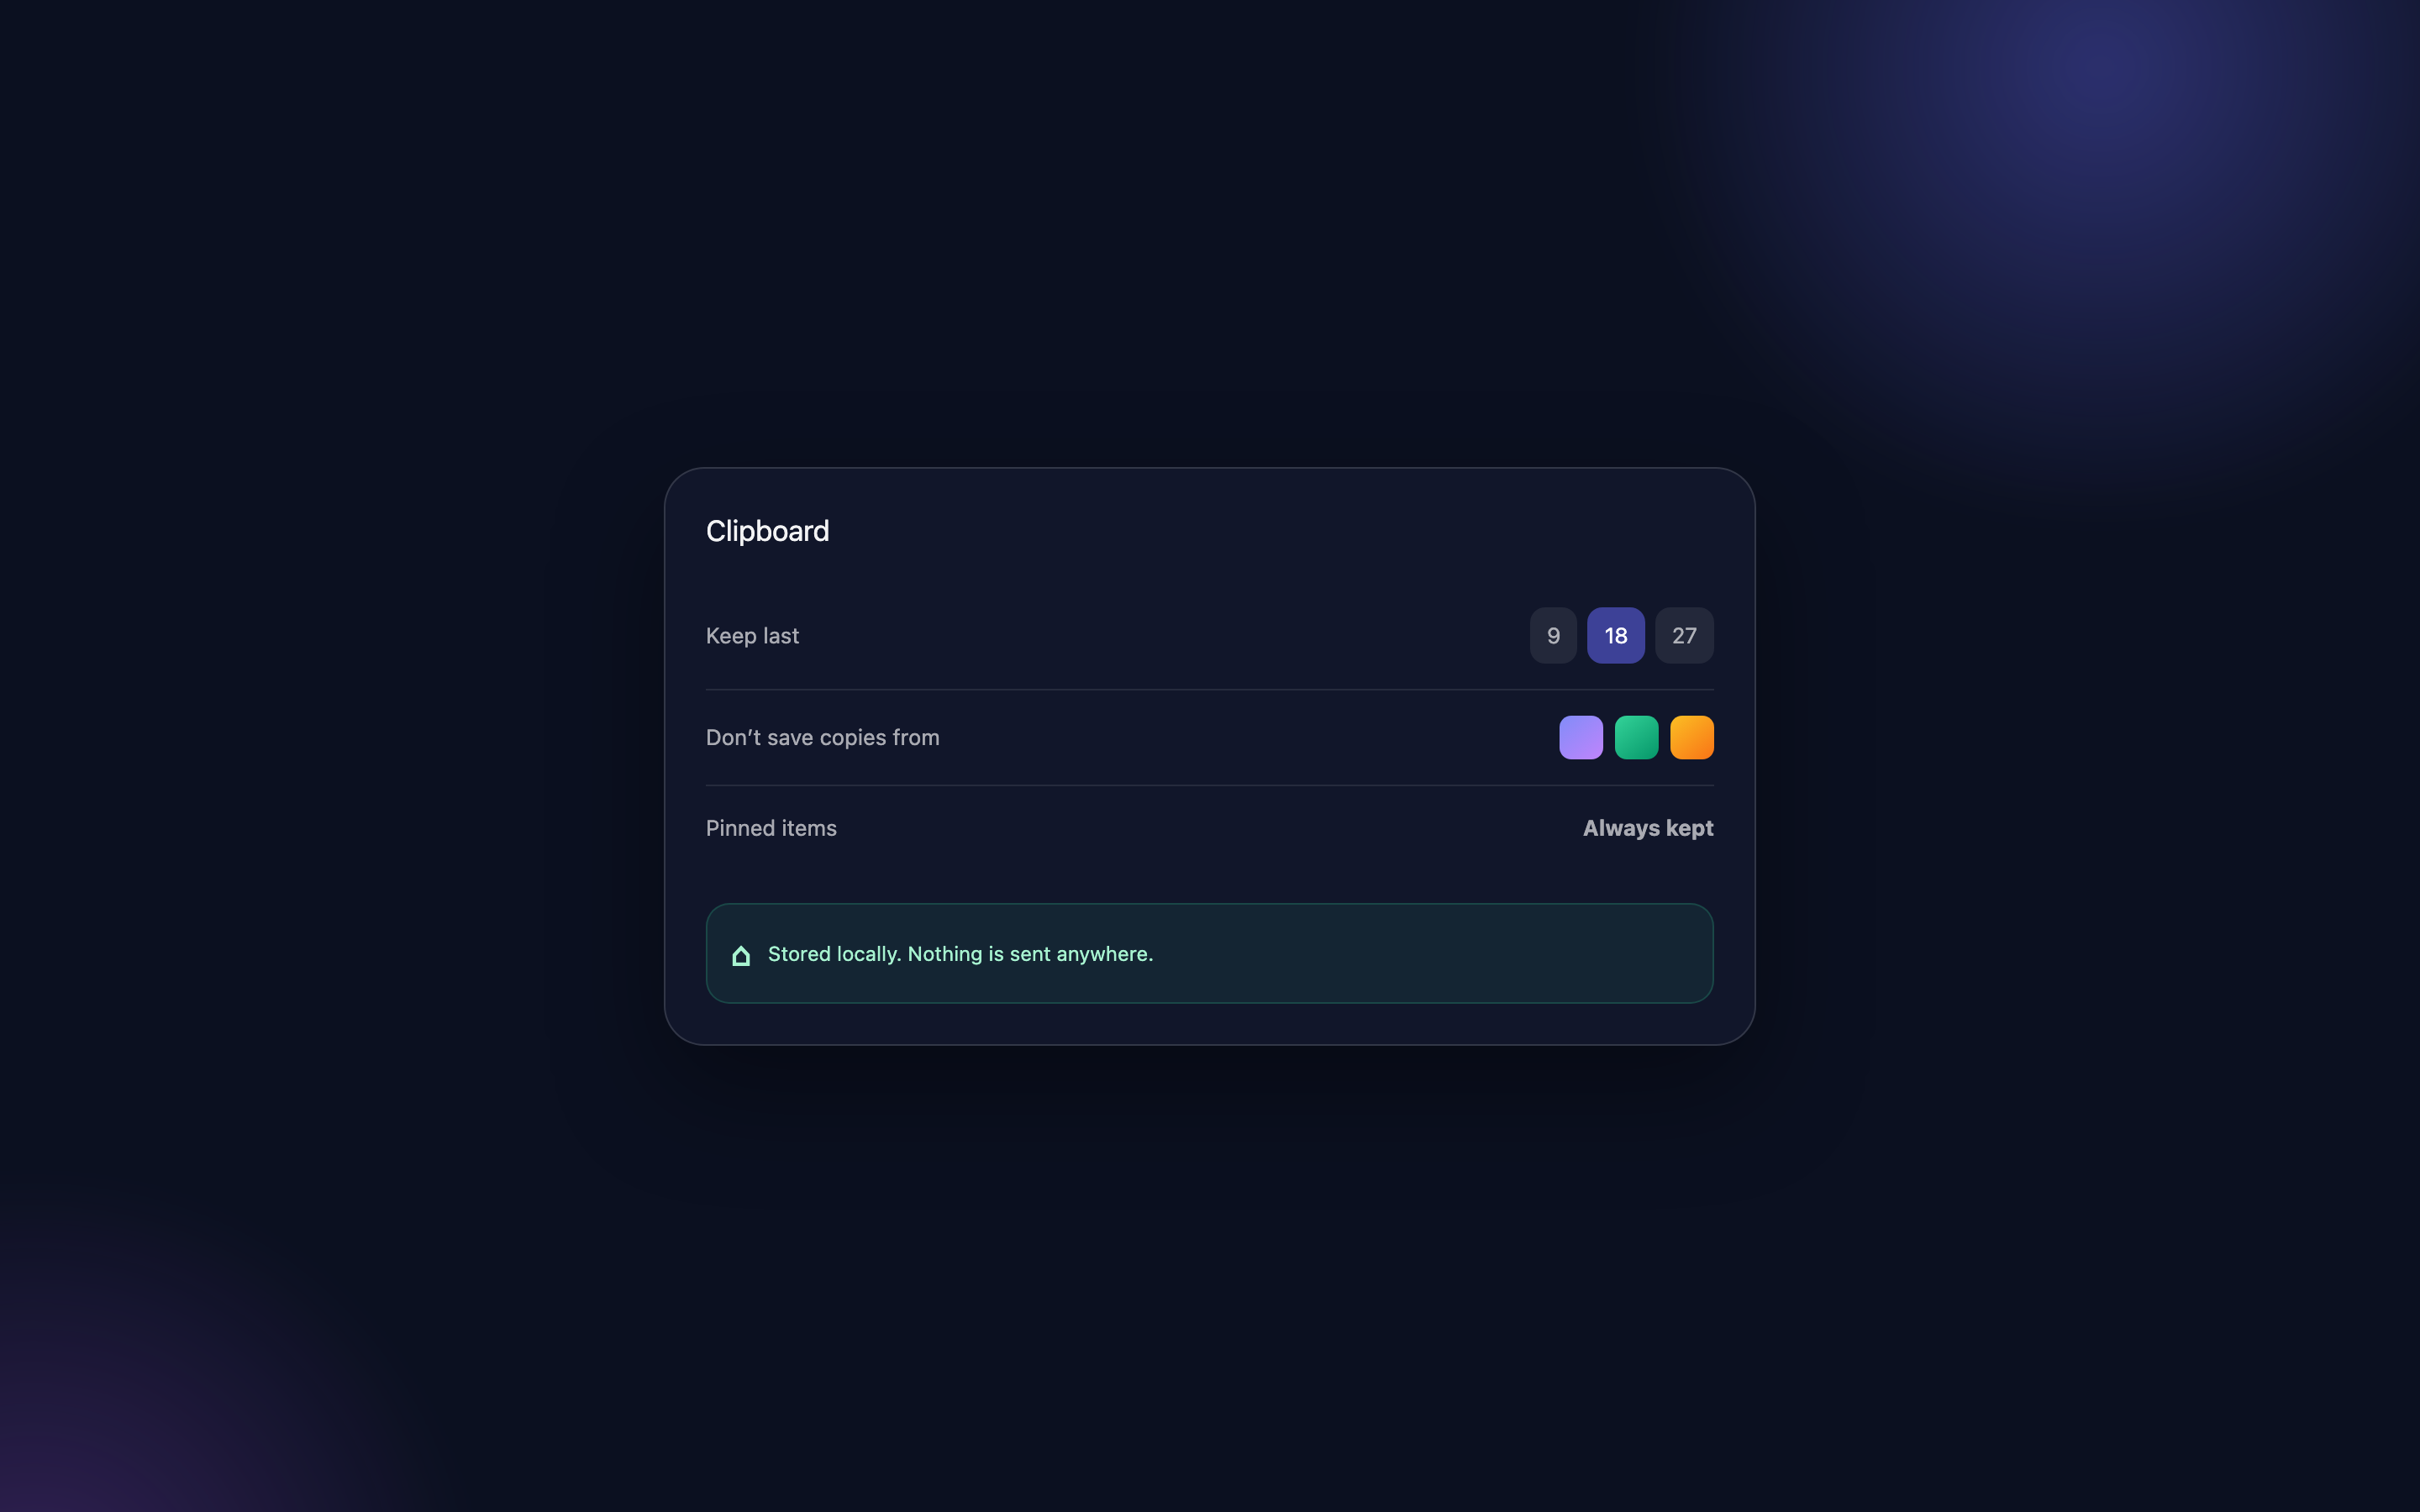 Clipboard
Keep last 9 18 27
Don’t save copies from
Pinned items Always kept
Stored locally. Nothing is sent anywhere.